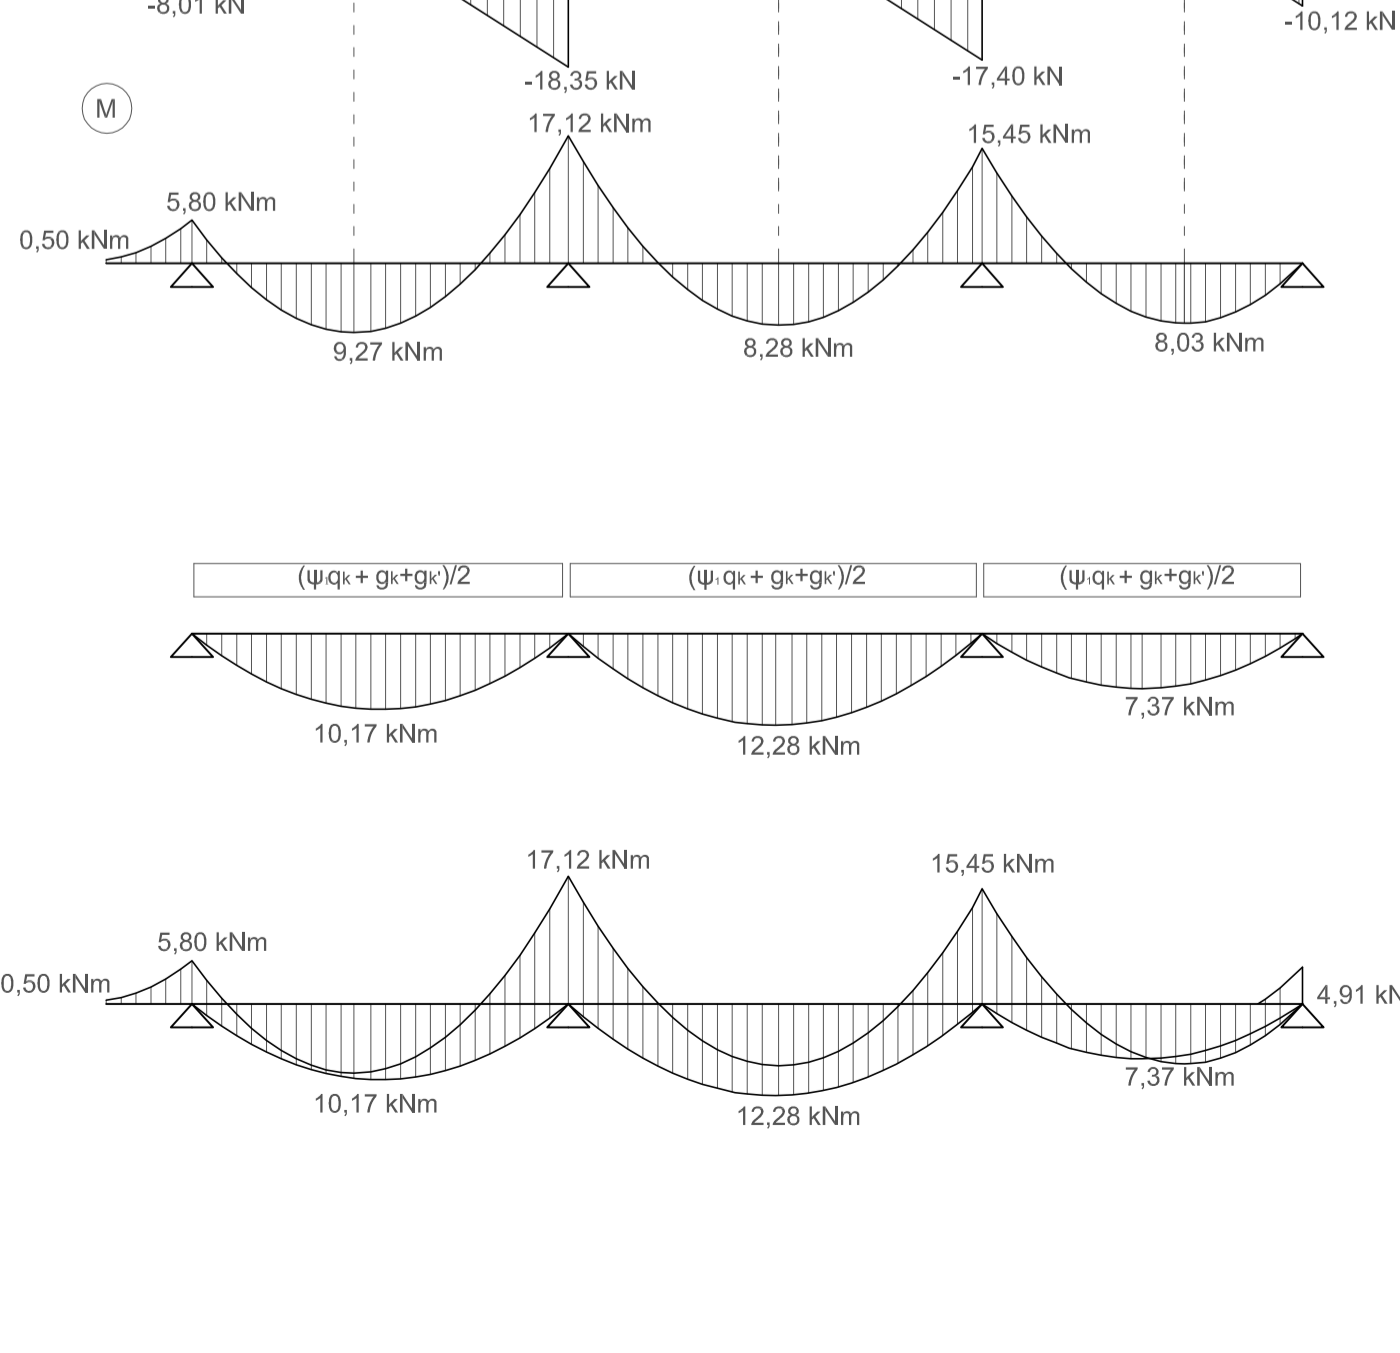 -8,01 kN
-10,12 kN
-18,35 kN
-17,40 kN
M
17,12 kNm
15,45 kNm
5,80 kNm
0,50 kNm
9,27 kNm
8,28 kNm
8,03 kNm
(ψ₁qk + gk+gk')/2
(ψ₁qk + gk+gk')/2
(ψ₁qk + gk+gk')/2
10,17 kNm
12,28 kNm
7,37 kNm
17,12 kNm
15,45 kNm
5,80 kNm
0,50 kNm
4,91 kN
10,17 kNm
12,28 kNm
7,37 kNm